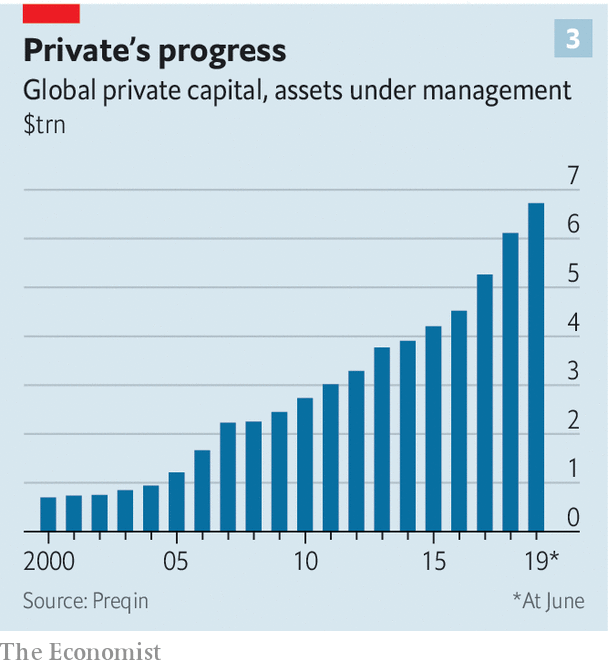 3
Private's progress
Global private capital, assets under management
$trn
7
6
5
4
3
2
1
0
2000 05 10 15 19*
Source: Preqin *At June
The Economist